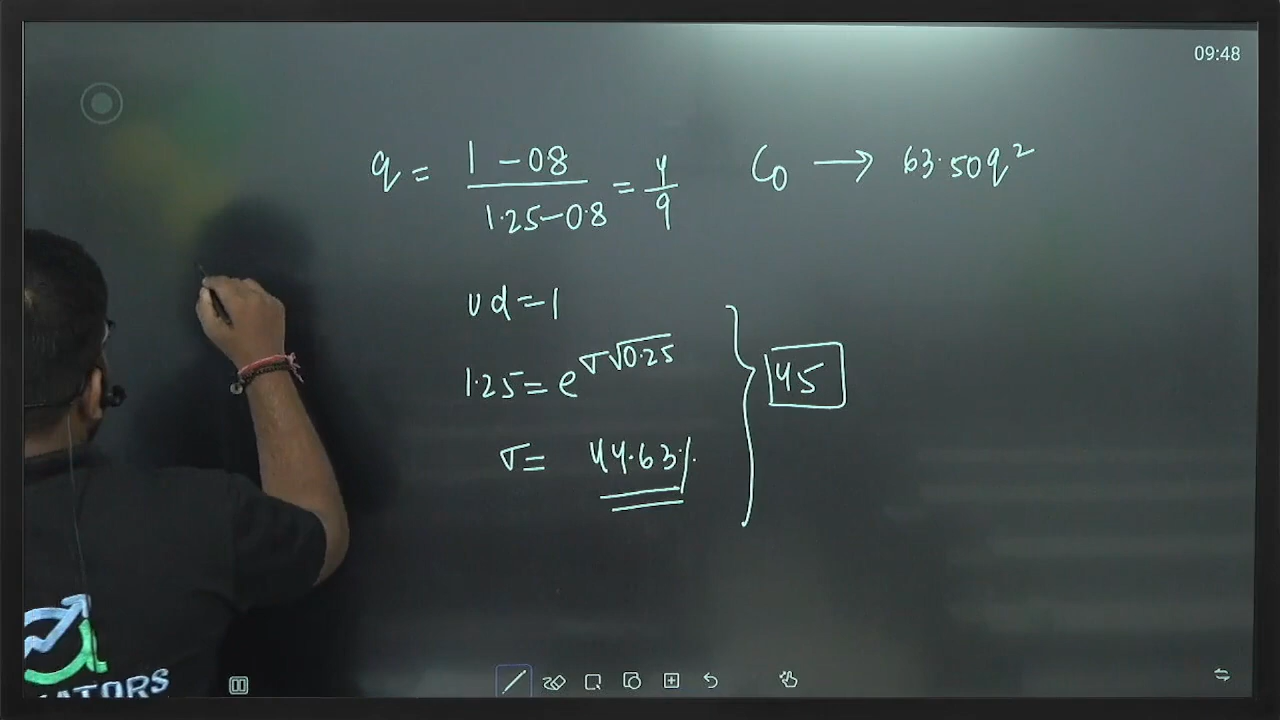 09:48
q = 1 - 08 / 1.25-0.8 = 4/9
C0 → 63.50q²
ud=1
1.25=e^σ√0.25
45
σ= 44.63%
ATORS